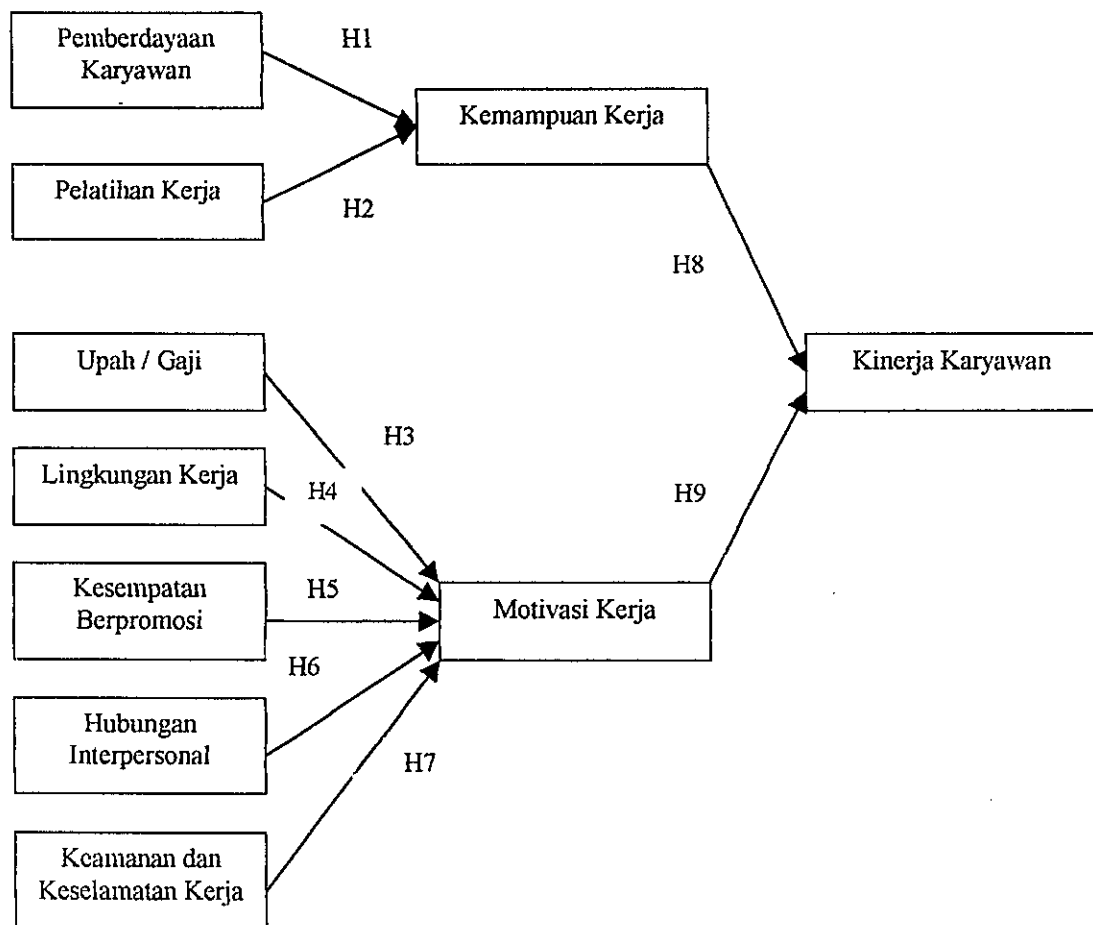 Pemberdayaan
Karyawan
H1
Kemampuan Kerja
Pelatihan Kerja
H2
H8
Upah / Gaji
Kinerja Karyawan
H3
Lingkungan Kerja
H4
H9
Kesempatan
Berpromosi
H5
Motivasi Kerja
H6
Hubungan
Interpersonal
H7
Keamanan dan
Keselamatan Kerja